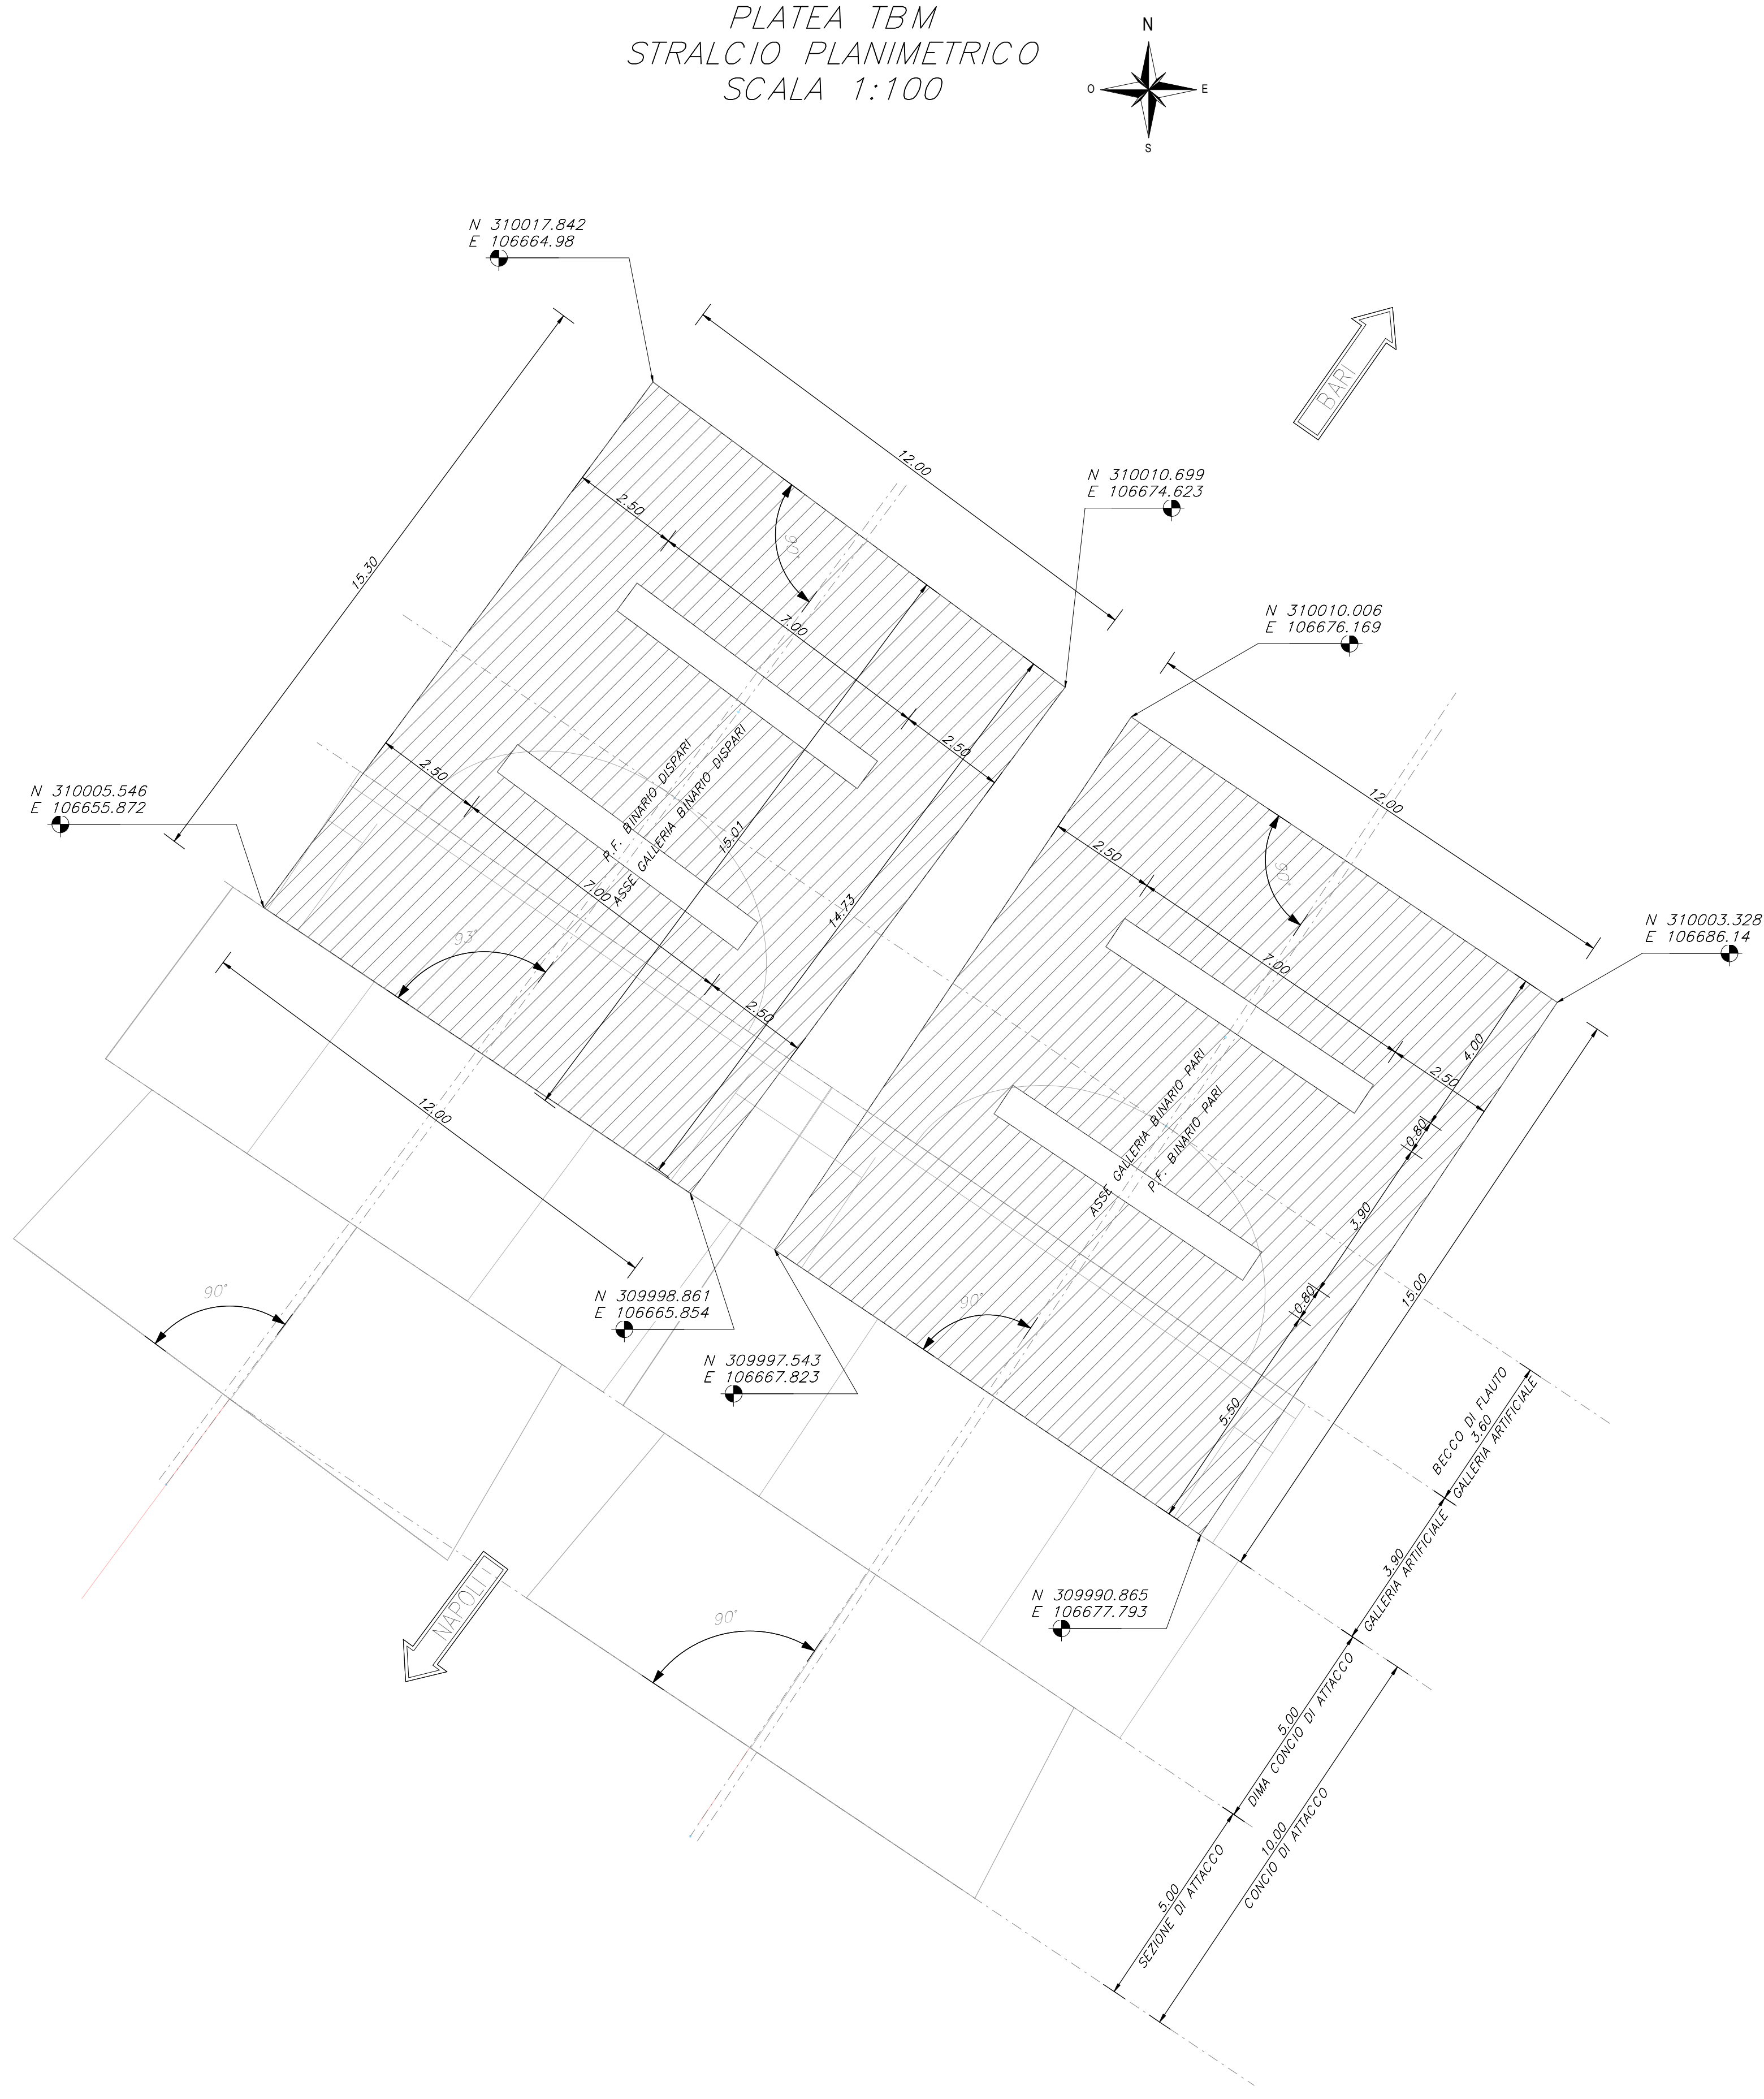 PLATEA TBM
STRALCIO PLANIMETRICO
SCALA 1:100
N
O
E
S
N 310017.842
E 106664.98
BARI
12.00
N 310010.699
E 106674.623
2.50
90°
15.30
7.00
N 310010.006
E 106676.169
2.50
2.50
P.F. BINARIO DISPARI
ASSE GALLERIA BINARIO DISPARI
15.01
N 310005.546
E 106655.872
12.00
2.50
90°
7.00
14.73
93°
N 310003.328
E 106686.14
7.00
2.50
4.00
2.50
12.00
0.80
ASSE GALLERIA BINARIO PARI
P.F. BINARIO PARI
3.90
90°
N 309998.861
E 106665.854
90°
0.80
15.00
N 309997.543
E 106667.823
5.50
BECCO DI FLAUTO
3.60
GALLERIA ARTIFICIALE
3.90
GALLERIA ARTIFICIALE
NAPOLI
90°
N 309990.865
E 106677.793
5.00
DIMA CONCIO DI ATTACCO
10.00
CONCIO DI ATTACCO
5.00
SEZIONE DI ATTACCO